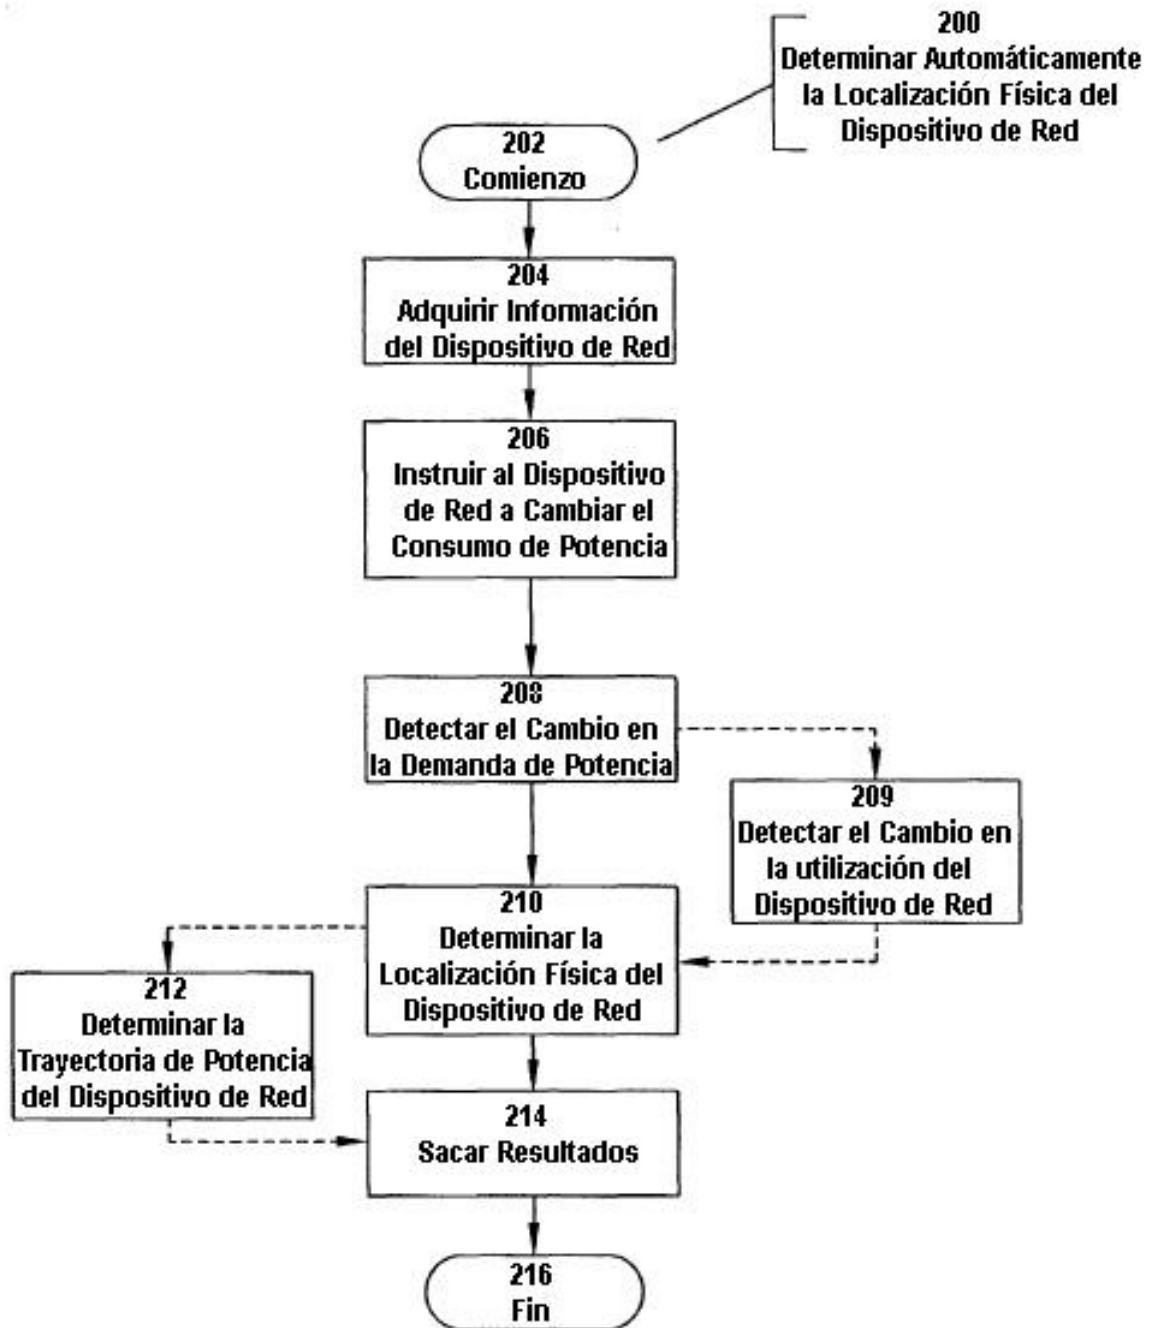 200
Determinar Automáticamente
la Localización Física del
Dispositivo de Red
202
Comienzo
204
Adquirir Información
del Dispositivo de Red
206
Instruir al Dispositivo
de Red a Cambiar el
Consumo de Potencia
208
Detectar el Cambio en
la Demanda de Potencia
209
Detectar el Cambio en
la utilización del
Dispositivo de Red
210
Determinar la
Localización Física del
Dispositivo de Red
212
Determinar la
Trayectoria de Potencia
del Dispositivo de Red
214
Sacar Resultados
216
Fin